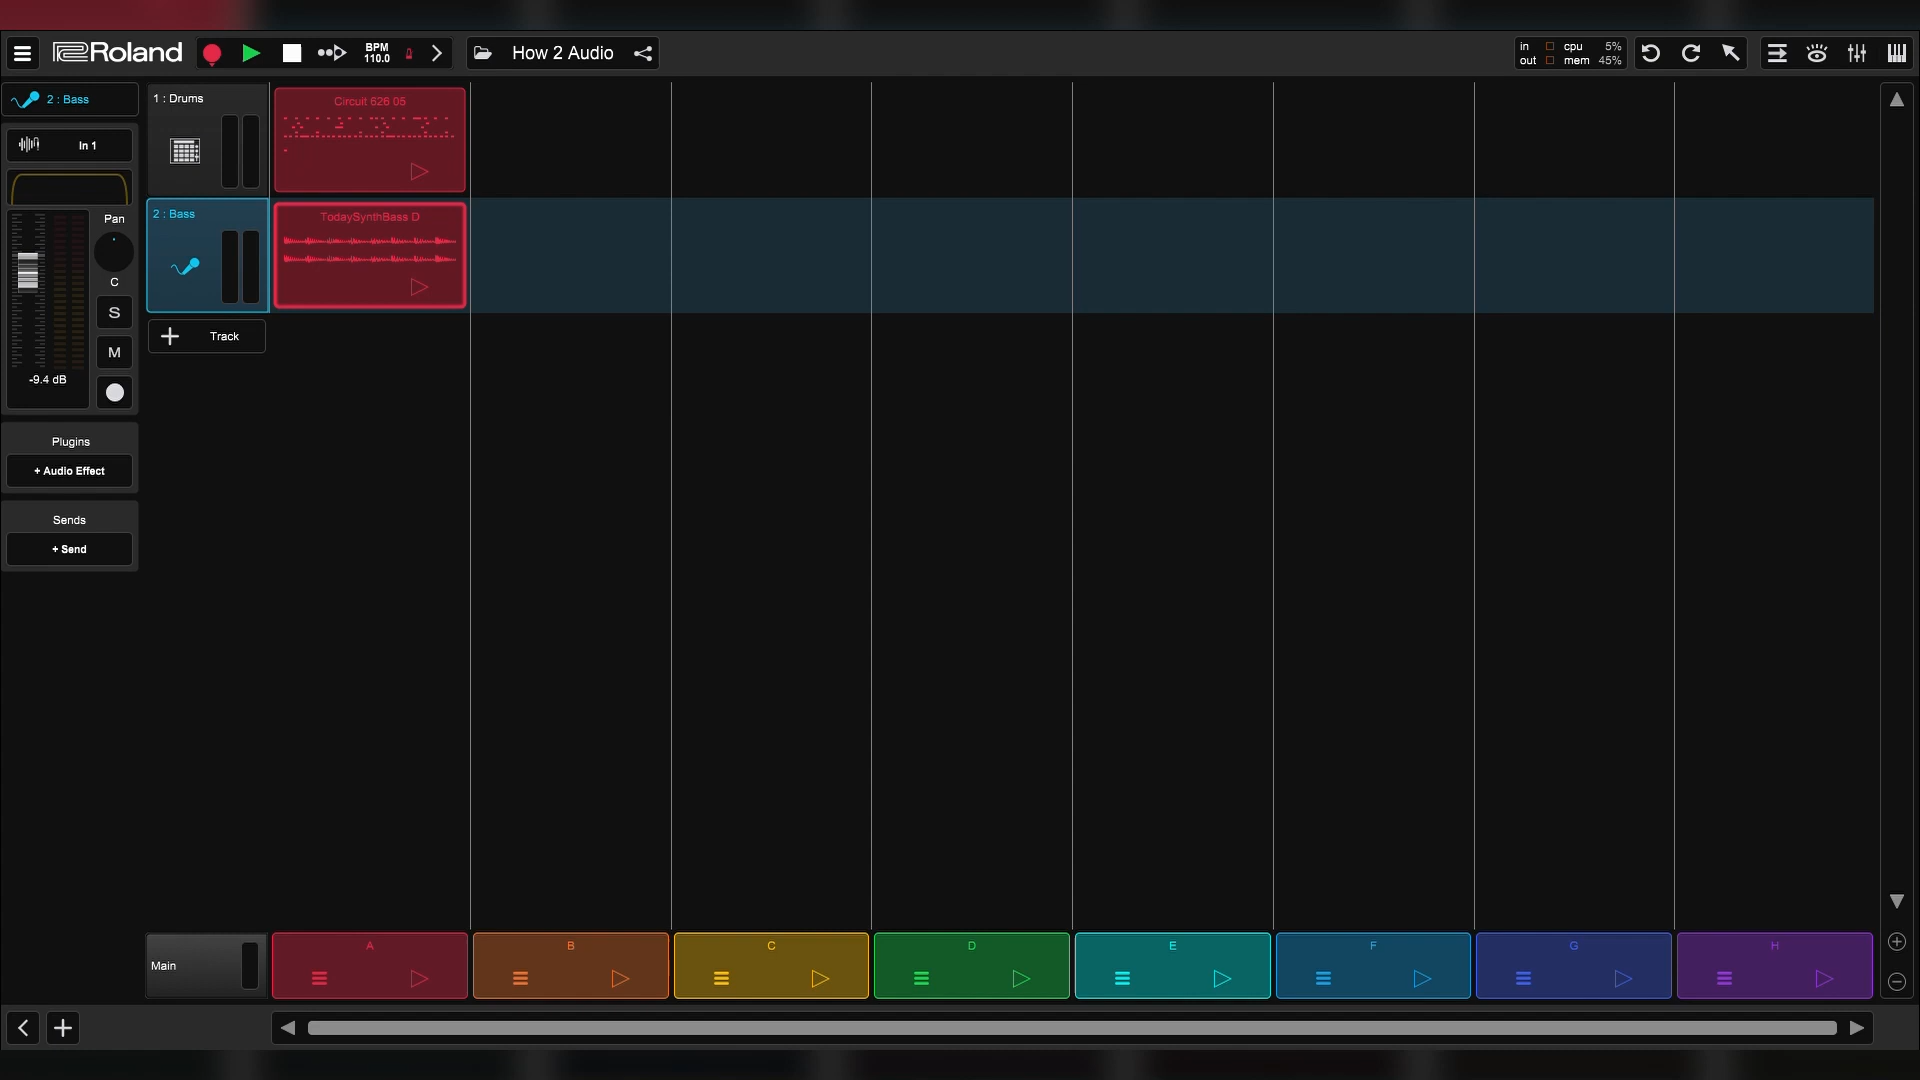 Roland
BPM
110.0
How 2 Audio
in
out
cpu 5%
mem 45%
2 : Bass
In 1
Pan
C
S
M
-9.4 dB
Plugins
+ Audio Effect
Sends
+ Send
1 : Drums
Circuit 626 05
2 : Bass
TodaySynthBass D
Track
Main
A
B
C
D
E
F
G
H